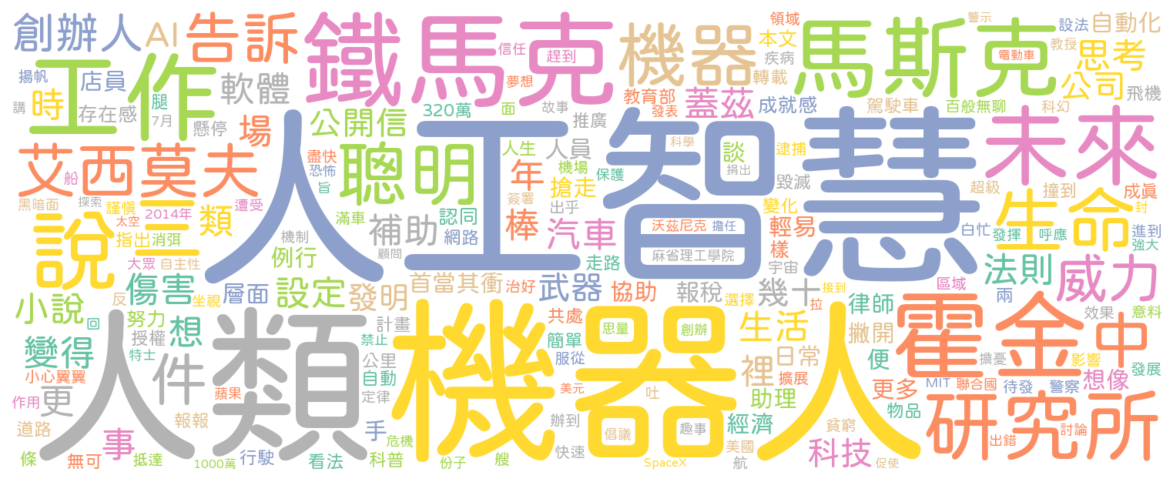 創辦人
AI
告訴
鐵馬克
機器
領域
本文
疾病
轉載
馬斯克
警示
教授
電動車
設法
自動化
思考
公司
飛機
揚帆
店員
時
存在感
腿
7月
講
工作
軟體
懸停
場
公開信
320萬
面
信任
趕到
夢想
故事
推廣
教育部
發表
蓋茲
成就感
駕駛車
百般無聊
科幻
艾西莫夫
船
黑暗面
探索
謹慎
太空
2014年
遭受
指出
消弭
類
盡快
恐怖
旨
聰明
人生
人員
機場
保護
年
搶走
簽署
出乎
棒
汽車
滿車
認同
網路
補助
機制
顧問
例行
人工智慧
科學
談
捐出
逮捕
毀滅
變化
沃茲尼克
擔任
麻省理工學院
輕易
樣
宇宙
超級
撞到
成真
封
未來
生命
白忙
發揮
呼應
進到
強大
說
大眾
自主性
傷害
反
坐視
層面
設定
發明
首當其衝
治好
走路
武器
協助
報稅
選擇
幾十
接到
拉
律師
撇開
法則
區域
兩
威力
效果
意料
小說
回
努力
授權
特士
想
變得
計畫
禁止
件
公里
自動
定律
小心翼翼
作用
更
蘋果
報報
道路
事
條
無可
抵達
1000萬
行駛
看法
手
危機
科普
份子
艘
人類
機器人
共處
簡單
服從
美元
思量
創辦
吐
倡議
趣事
辦到
快速
SpaceX
生活
裡
日常
擴展
助理
經濟
美國
航
貧窮
科技
促使
便
更多
物品
霍金
中
擴憂
影響
MIT
聯合國
待發
警察
想像
發展
研究所
出錯
討論